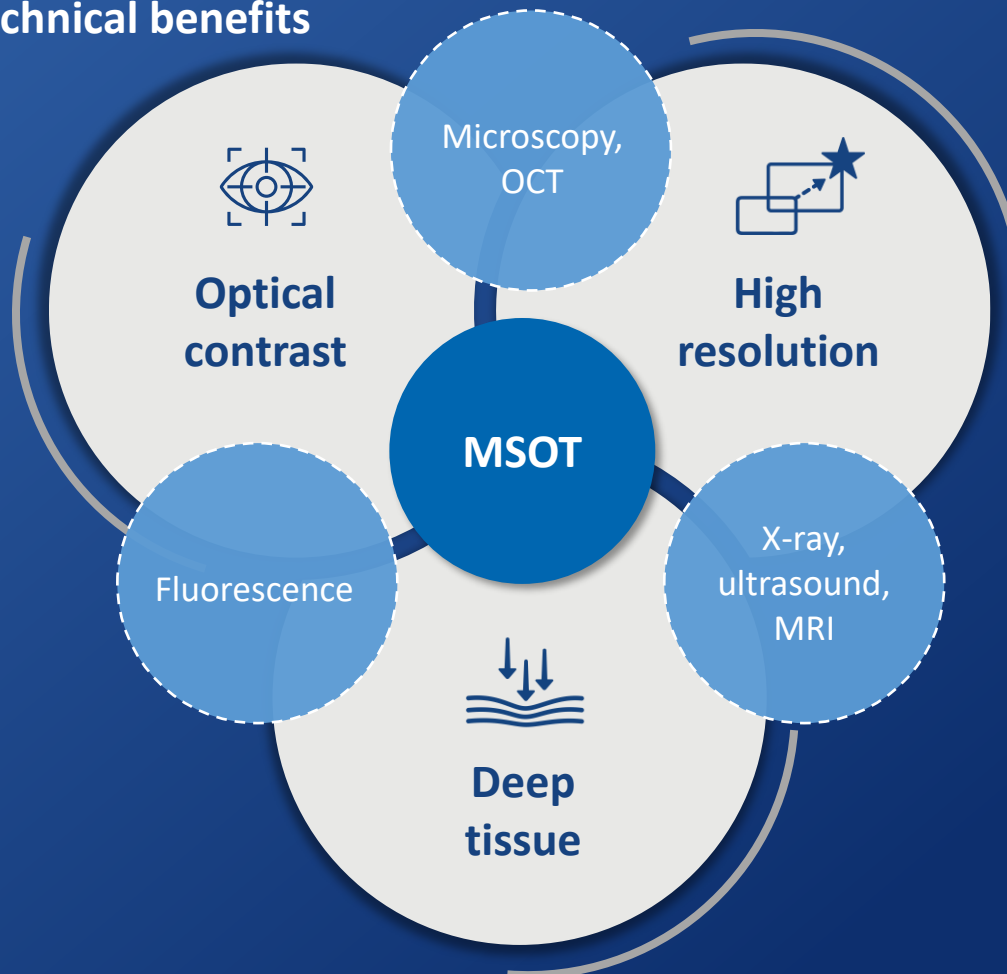 chnical benefits
Microscopy,
OCT
Optical
contrast
High
resolution
MSOT
Fluorescence
X-ray,
ultrasound,
MRI
Deep
tissue